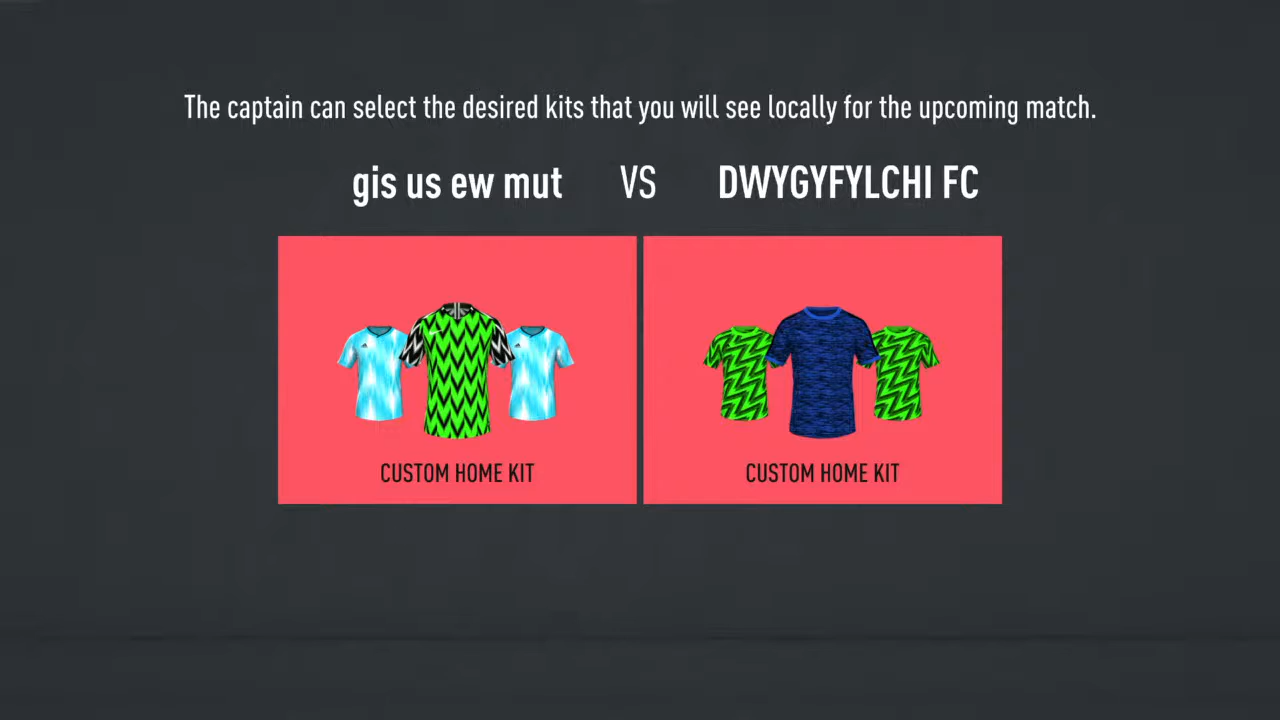 The captain can select the desired kits that you will see locally for the upcoming match.
gis us ew mut VS DWYGYFYLCHI FC
CUSTOM HOME KIT CUSTOM HOME KIT